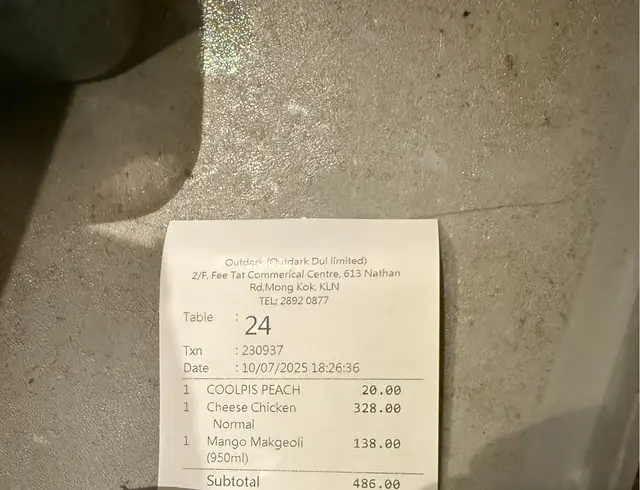 Outdark (Outdark Dul limited)
2/F, Fee Tat Commerical Centre, 613 Nathan
Rd,Mong Kok, KLN
TEL: 2892 0877
Table : 24
Txn : 230937
Date : 10/07/2025 18:26:36
1 COOLPIS PEACH 20.00
1 Cheese Chicken 328.00
Normal
1 Mango Makgeoli 138.00
(950ml)
Subtotal 486.00